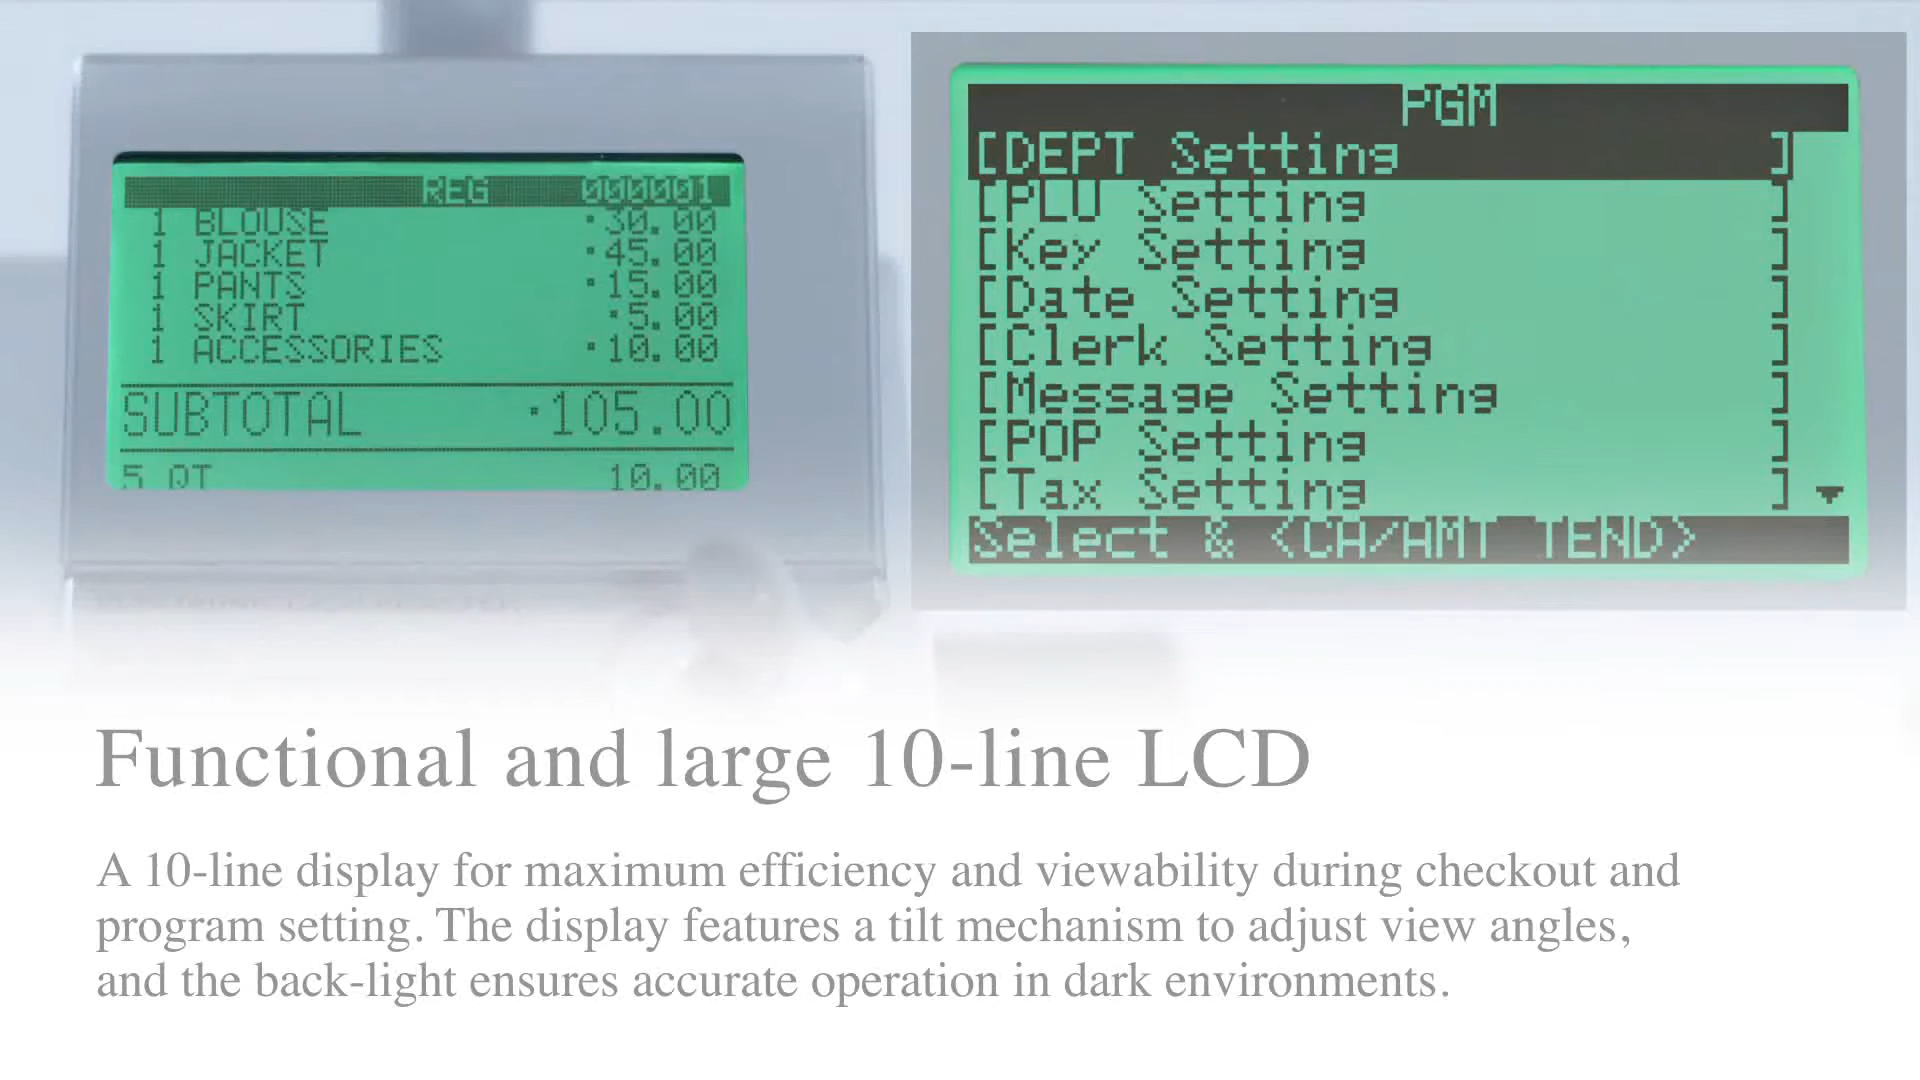 REG 000001
1 BLOUSE ·30.00
1 JACKET ·45.00
1 PANTS ·15.00
1 SKIRT ·5.00
1 ACCESSORIES ·10.00
SUBTOTAL ·105.00
5 QT 10.00
PGM
[DEPT Setting ]
[PLU Setting ]
[Key Setting ]
[Date Setting ]
[Clerk Setting ]
[Message Setting ]
[POP Setting ]
[Tax Setting ]
Select & <CA/AMT TEND>
Functional and large 10-line LCD
A 10-line display for maximum efficiency and viewability during checkout and
program setting. The display features a tilt mechanism to adjust view angles,
and the back-light ensures accurate operation in dark environments.